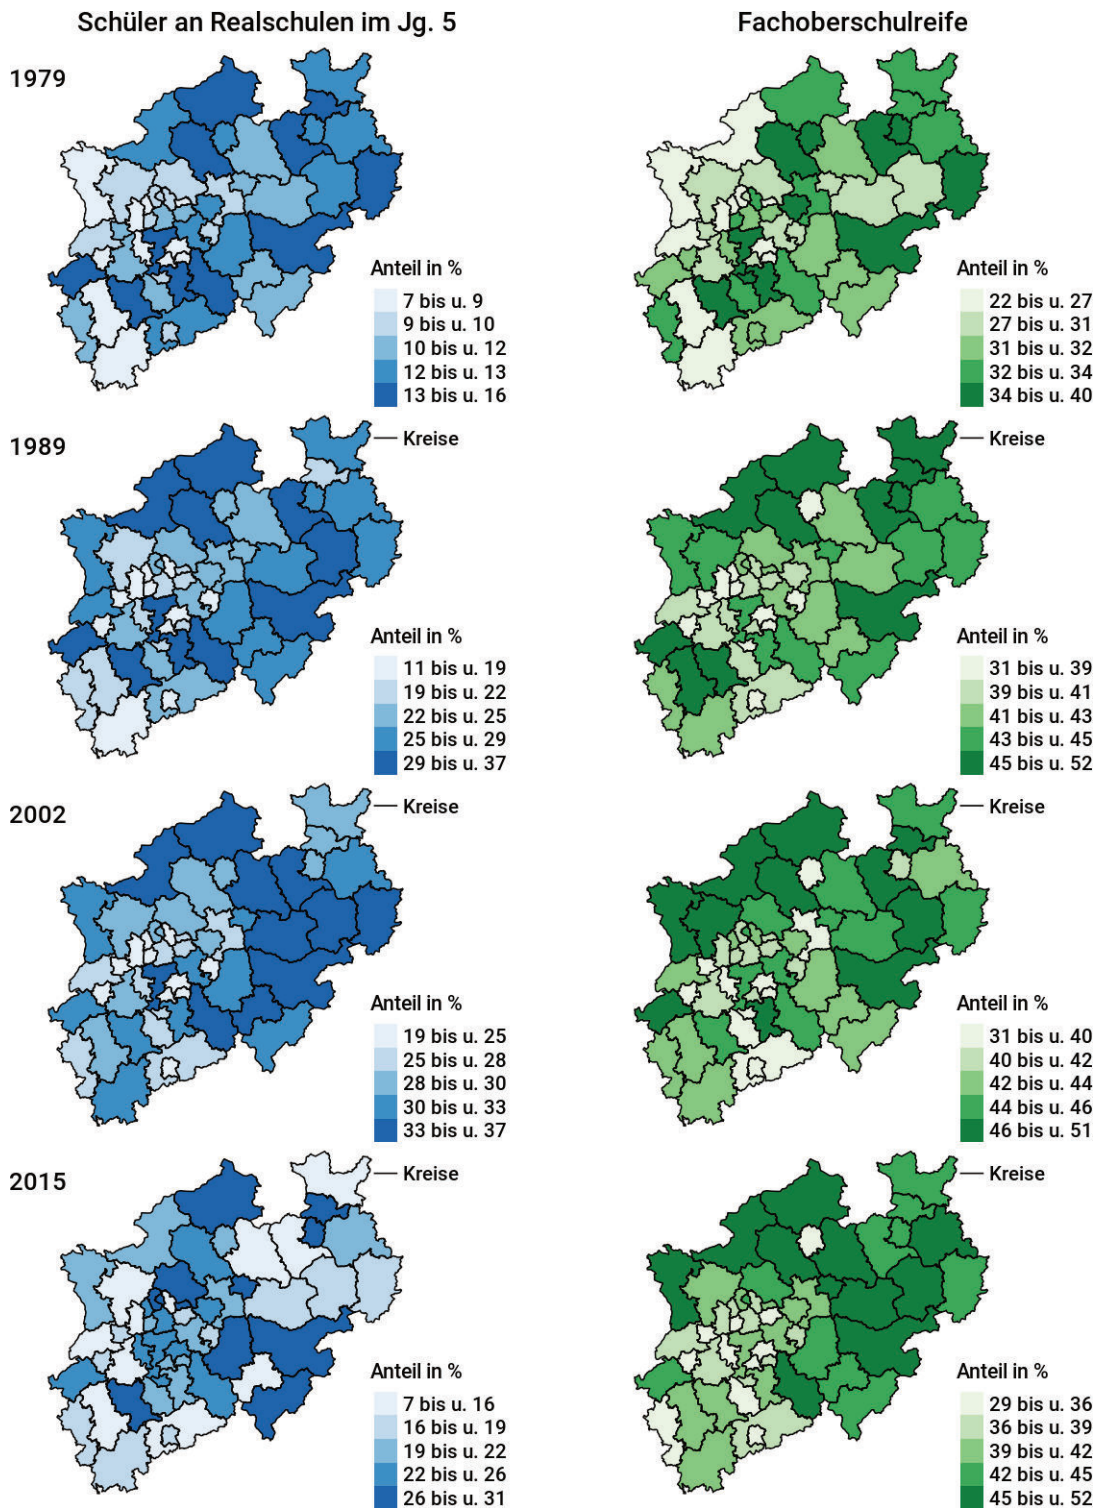 Schüler an Realschulen im Jg. 5
Fachoberschulreife
1979
Anteil in %
7 bis u. 9
9 bis u. 10
10 bis u. 12
12 bis u. 13
13 bis u. 16
Anteil in %
22 bis u. 27
27 bis u. 31
31 bis u. 32
32 bis u. 34
34 bis u. 40
1989
Kreise
Anteil in %
11 bis u. 19
19 bis u. 22
22 bis u. 25
25 bis u. 29
29 bis u. 37
Kreise
Anteil in %
31 bis u. 39
39 bis u. 41
41 bis u. 43
43 bis u. 45
45 bis u. 52
2002
Kreise
Anteil in %
19 bis u. 25
25 bis u. 28
28 bis u. 30
30 bis u. 33
33 bis u. 37
Kreise
Anteil in %
31 bis u. 40
40 bis u. 42
42 bis u. 44
44 bis u. 46
46 bis u. 51
2015
Kreise
Anteil in %
7 bis u. 16
16 bis u. 19
19 bis u. 22
22 bis u. 26
26 bis u. 31
Kreise
Anteil in %
29 bis u. 36
36 bis u. 39
39 bis u. 42
42 bis u. 45
45 bis u. 52